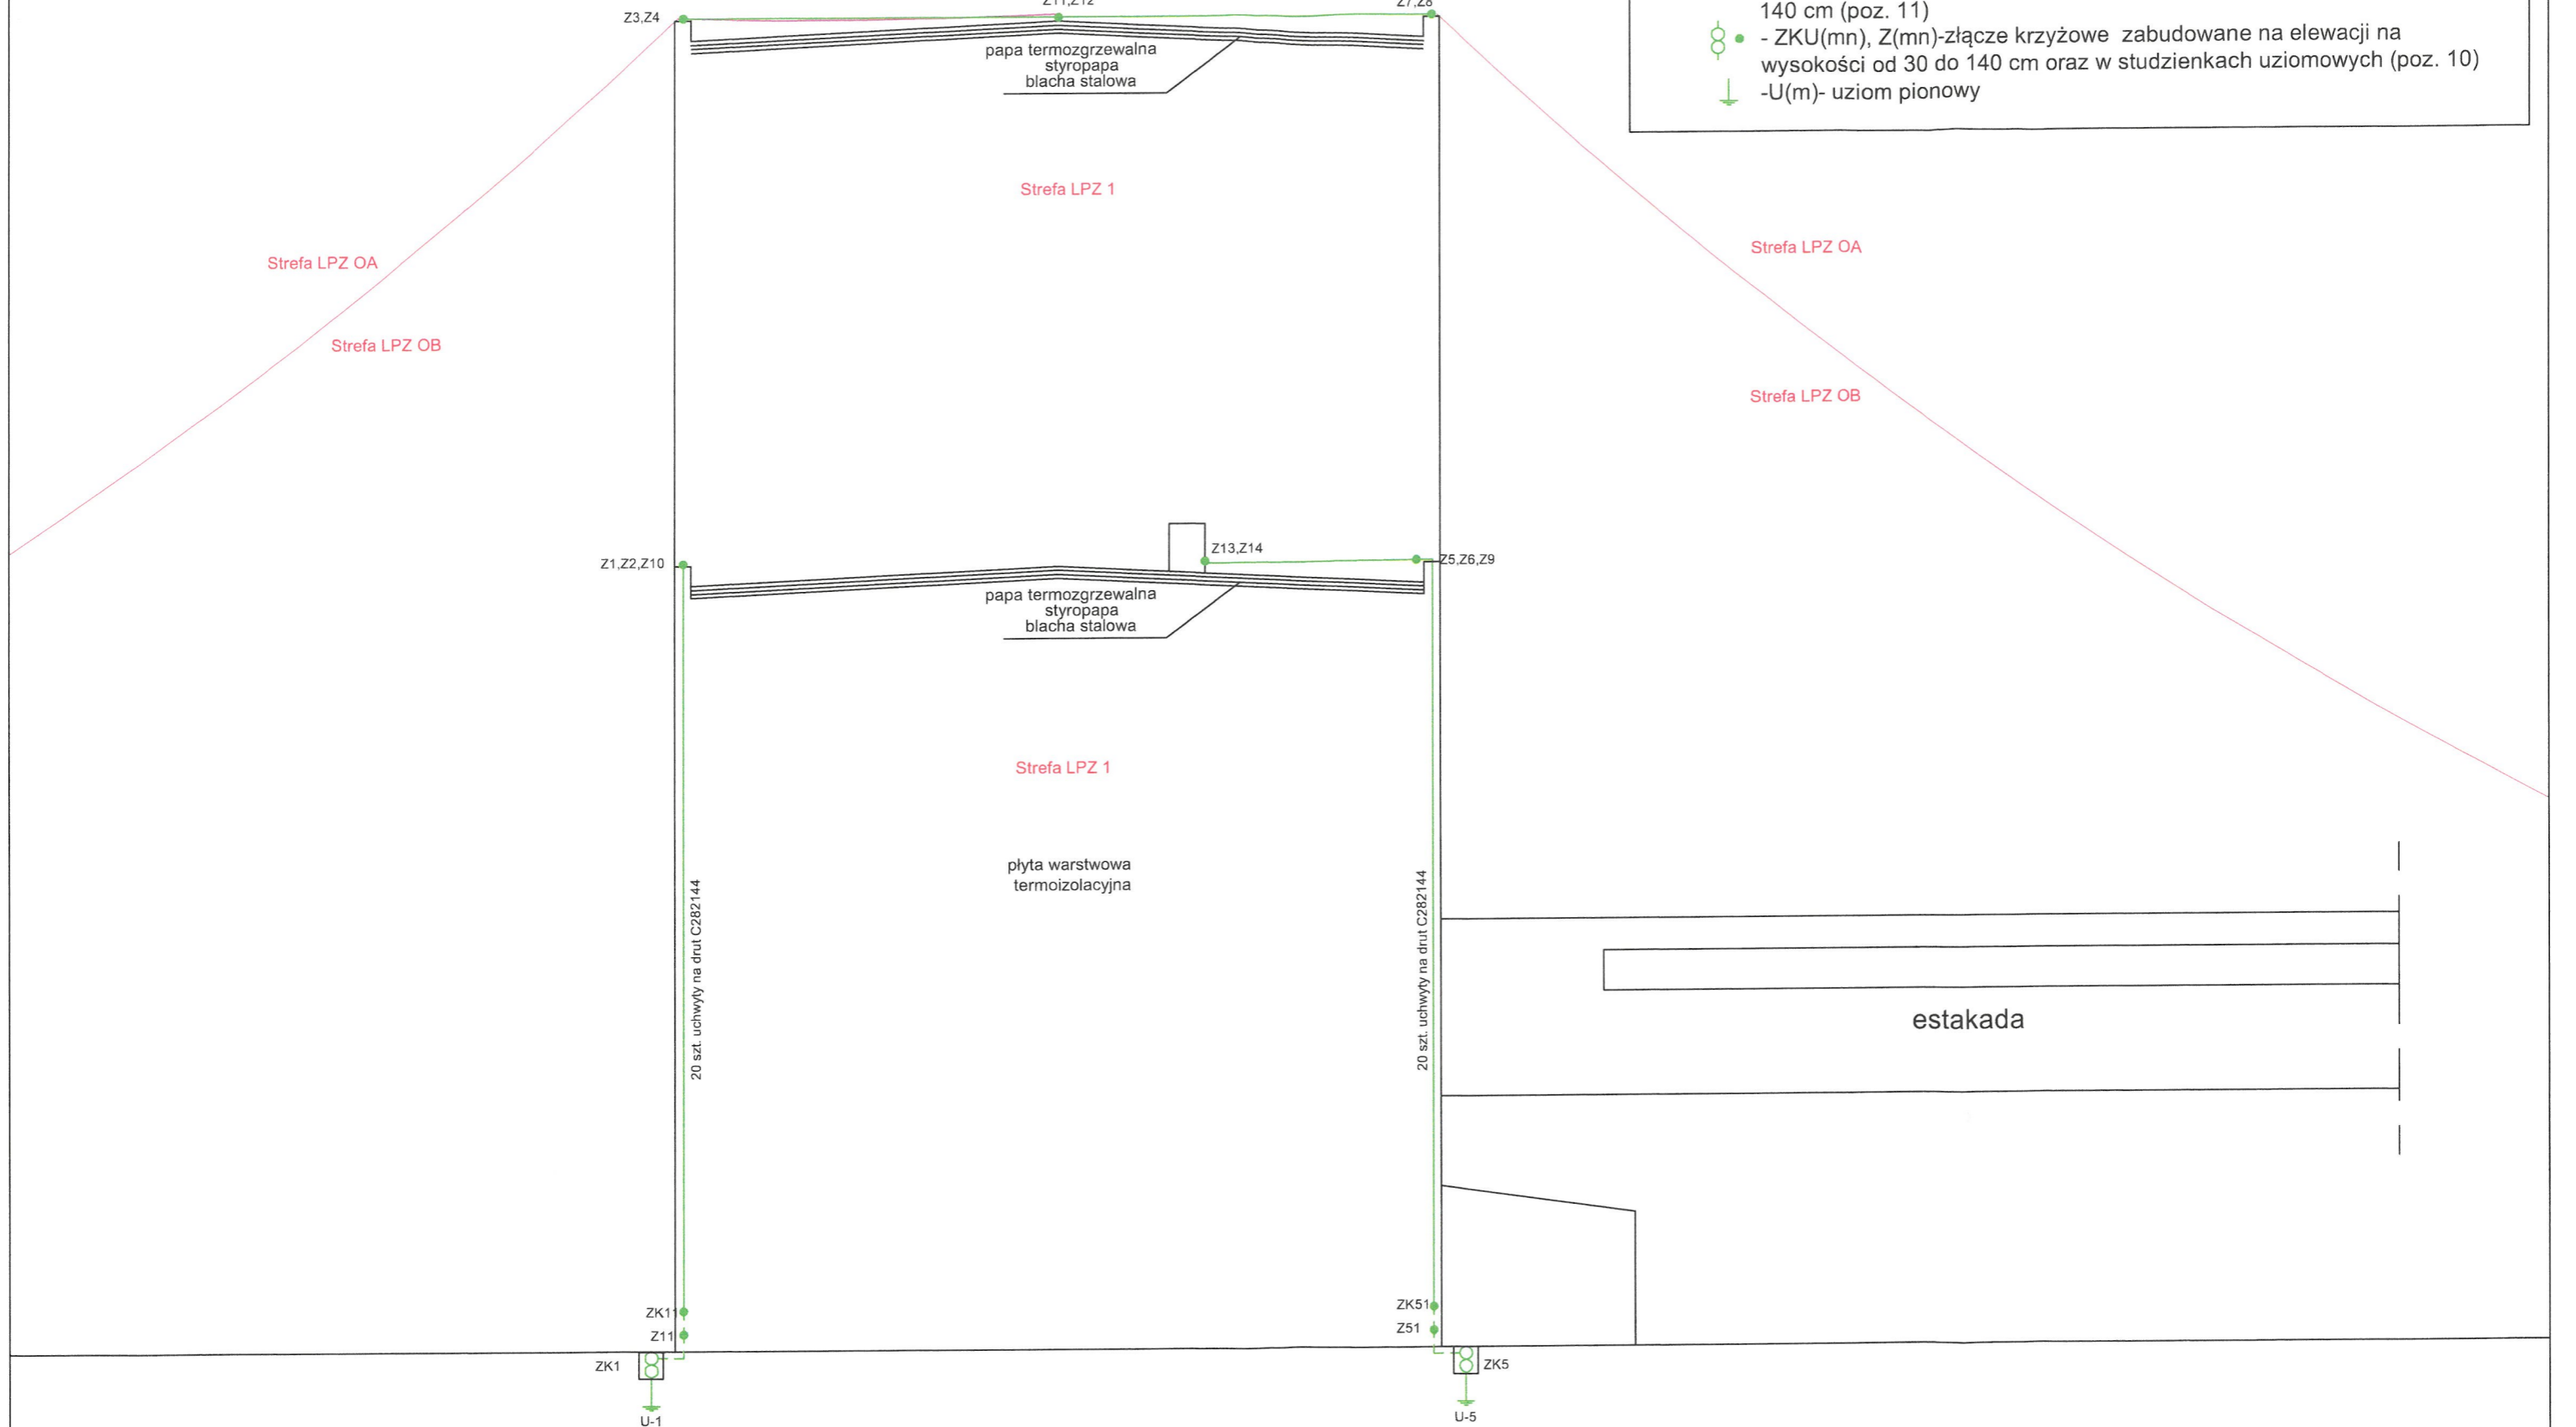 Z3,Z4
Z11,Z12
Z7,Z8
140 cm (poz. 11)
- ZKU(mn), Z(mn)-złącze krzyżowe zabudowane na elewacji na
wysokości od 30 do 140 cm oraz w studzienkach uziomowych (poz. 10)
-U(m)- uziom pionowy
papa termozgrzewalna
styropapa
blacha stalowa
Strefa LPZ 1
Strefa LPZ OA
Strefa LPZ OA
Strefa LPZ OB
Strefa LPZ OB
Z13,Z14
Z1,Z2,Z10
Z5,Z6,Z9
papa termozgrzewalna
styropapa
blacha stalowa
Strefa LPZ 1
płyta warstwowa
termoizolacyjna
20 szt. uchwyty na drut C282144
20 szt. uchwyty na drut C282144
estakada
ZK11
ZK51
Z11
Z51
ZK1
ZK5
U-1
U-5